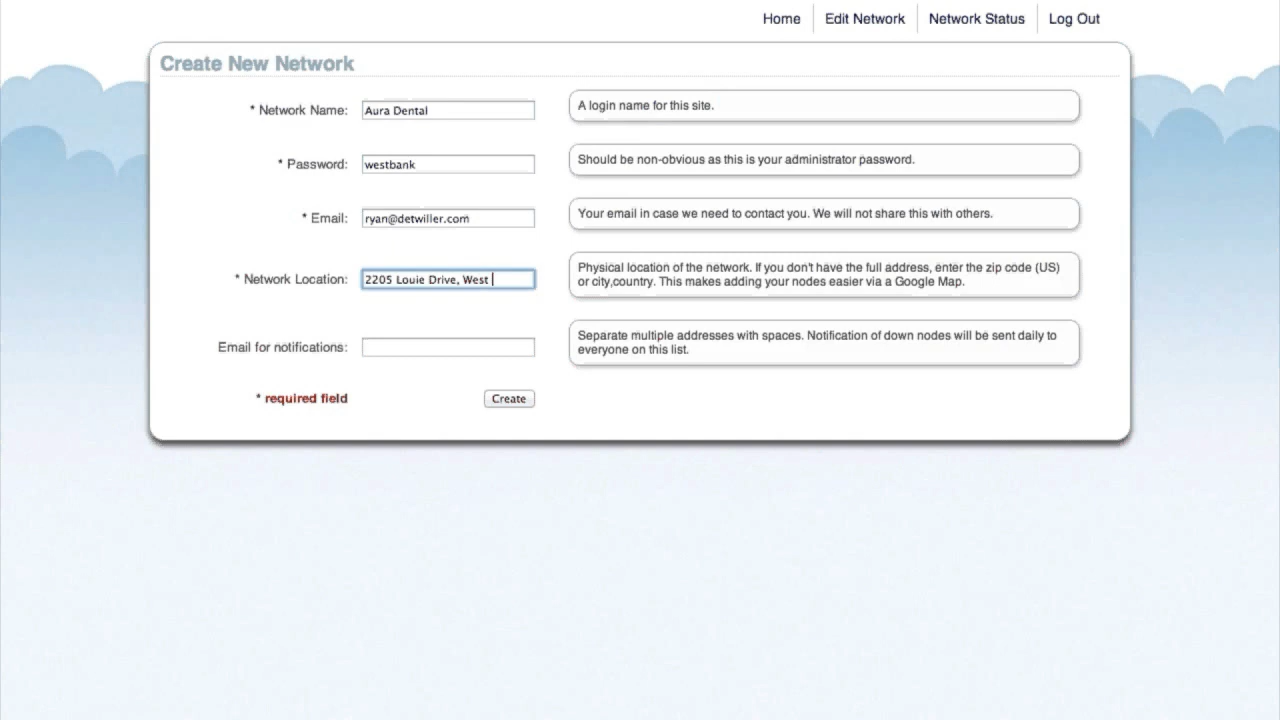 Home
Edit Network
Network Status
Log Out
Create New Network
* Network Name:
Aura Dental
A login name for this site.
* Password:
westbank
Should be non-obvious as this is your administrator password.
* Email:
ryan@detwiller.com
Your email in case we need to contact you. We will not share this with others.
* Network Location:
2205 Louie Drive, West
Physical location of the network. If you don't have the full address, enter the zip code (US)
or city,country. This makes adding your nodes easier via a Google Map.
Email for notifications:
Separate multiple addresses with spaces. Notification of down nodes will be sent daily to
everyone on this list.
* required field
Create